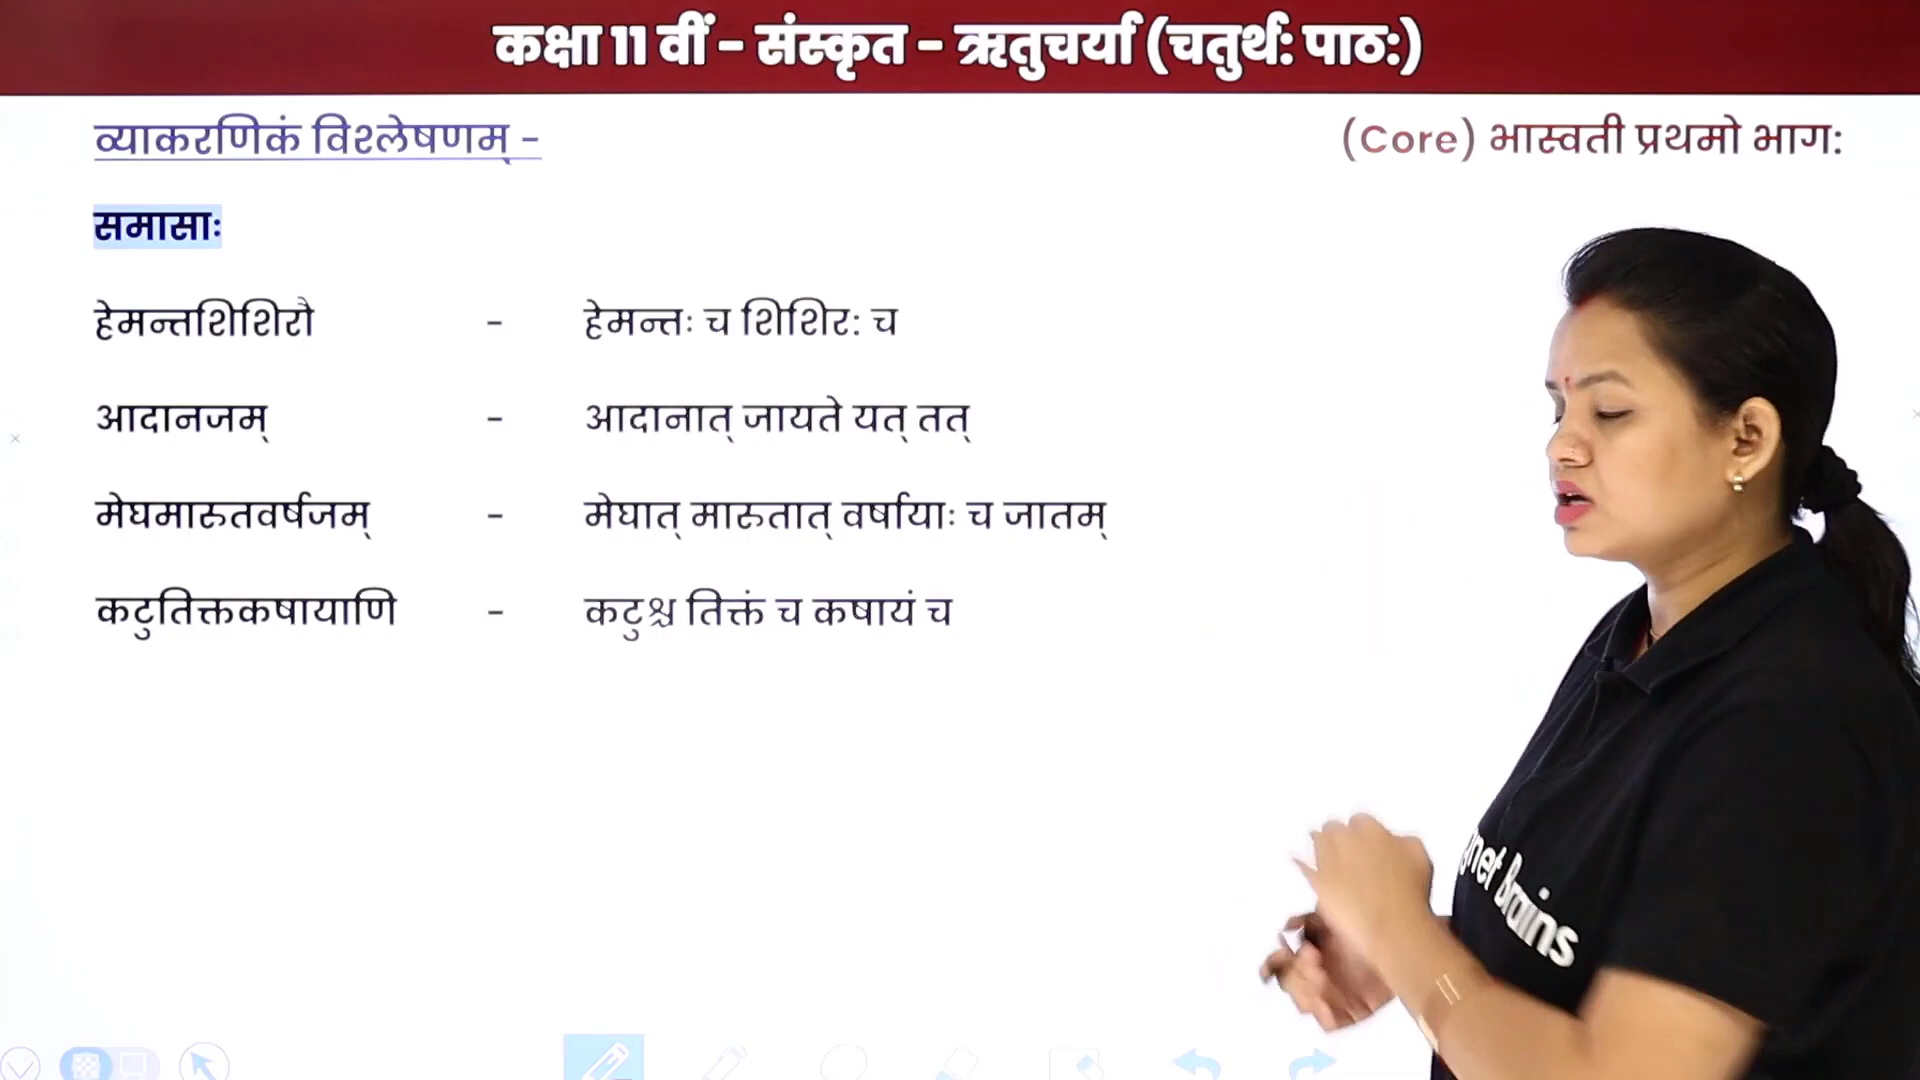 कक्षा 11 वीं - संस्कृत - ऋतुचर्या (चतुर्थ: पाठ:)
व्याकरणिकं विश्लेषणम् -
(Core) भास्वती प्रथमो भाग:
समासाः
हेमन्तशिशिरौ - हेमन्तः च शिशिर: च
आदानजम् - आदानात् जायते यत् तत्
मेघमारुतवर्षजम् - मेघात् मारुतात् वर्षायाः च जातम्
कटुतिक्तकषायाणि - कटुश्च तिक्तं च कषायं च
Brains